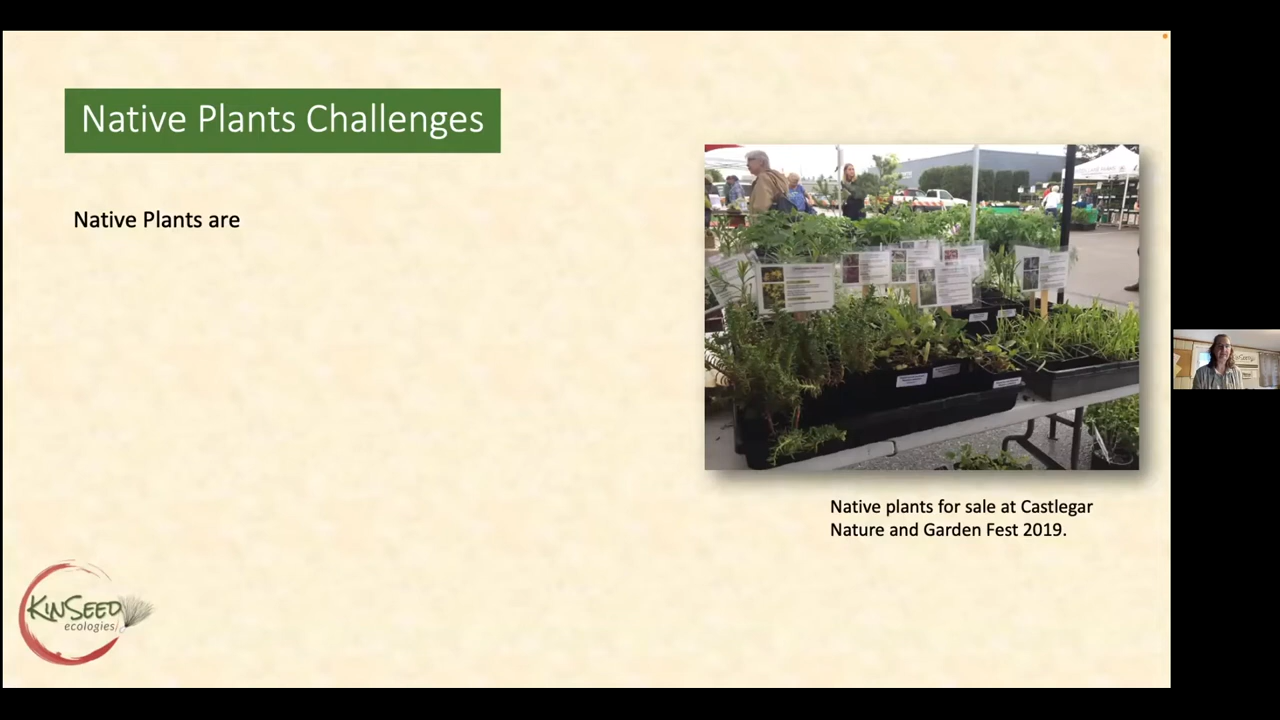 Native Plants Challenges
Native Plants are
Native plants for sale at Castlegar
Nature and Garden Fest 2019.
KINSEED
ecologies